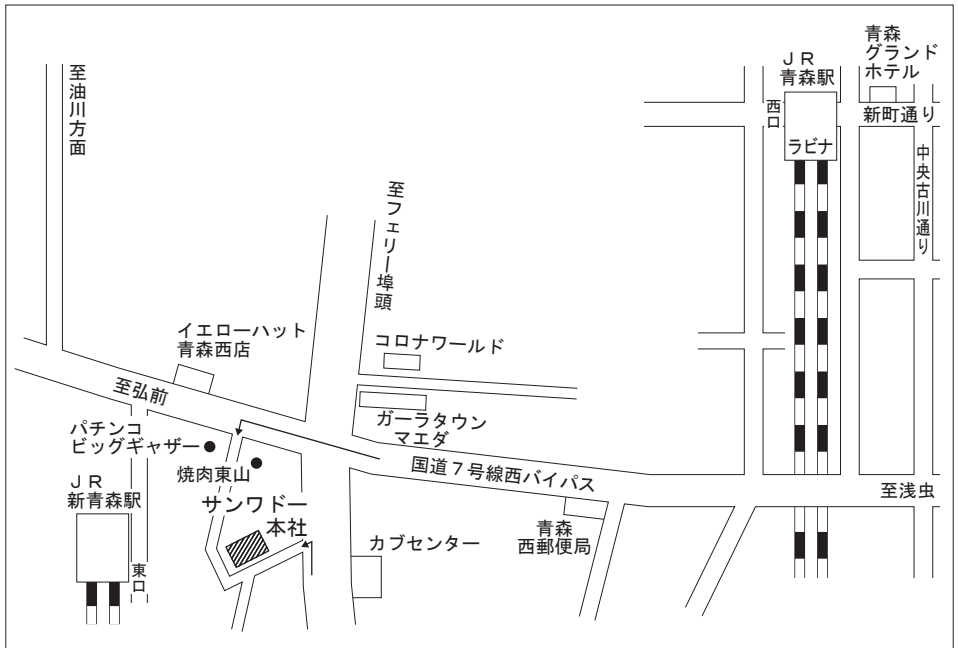 至油川方面
ＪＲ
青森駅
青森
グランド
ホテル
西口
新町通り
ラビナ
中央古川通り
至フェリー埠頭
イエローハット
青森西店
コロナワールド
至弘前
ガーラタウン
マエダ
パチンコ
ビッグギャザー
焼肉東山
国道７号線西バイパス
至浅虫
ＪＲ
新青森駅
サンワドー
本社
東口
カブセンター
青森
西郵便局